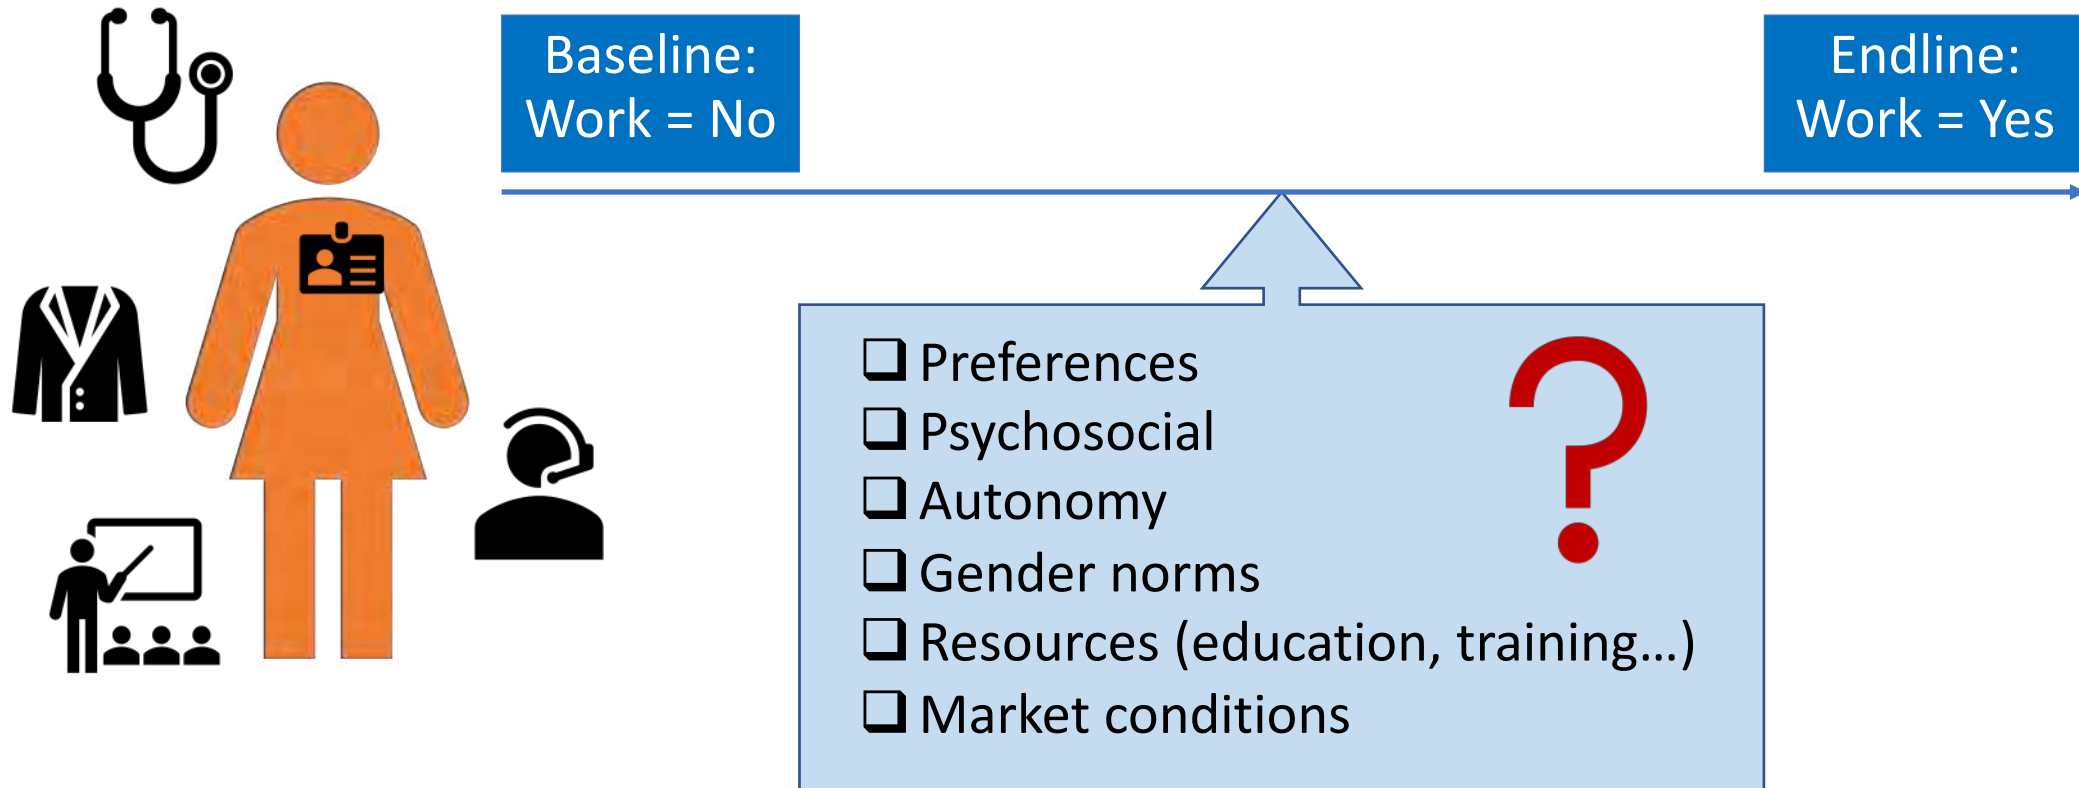 Baseline:
Work = No
Endline:
Work = Yes
Preferences
Psychosocial
Autonomy
Gender norms
Resources (education, training...)
Market conditions
?